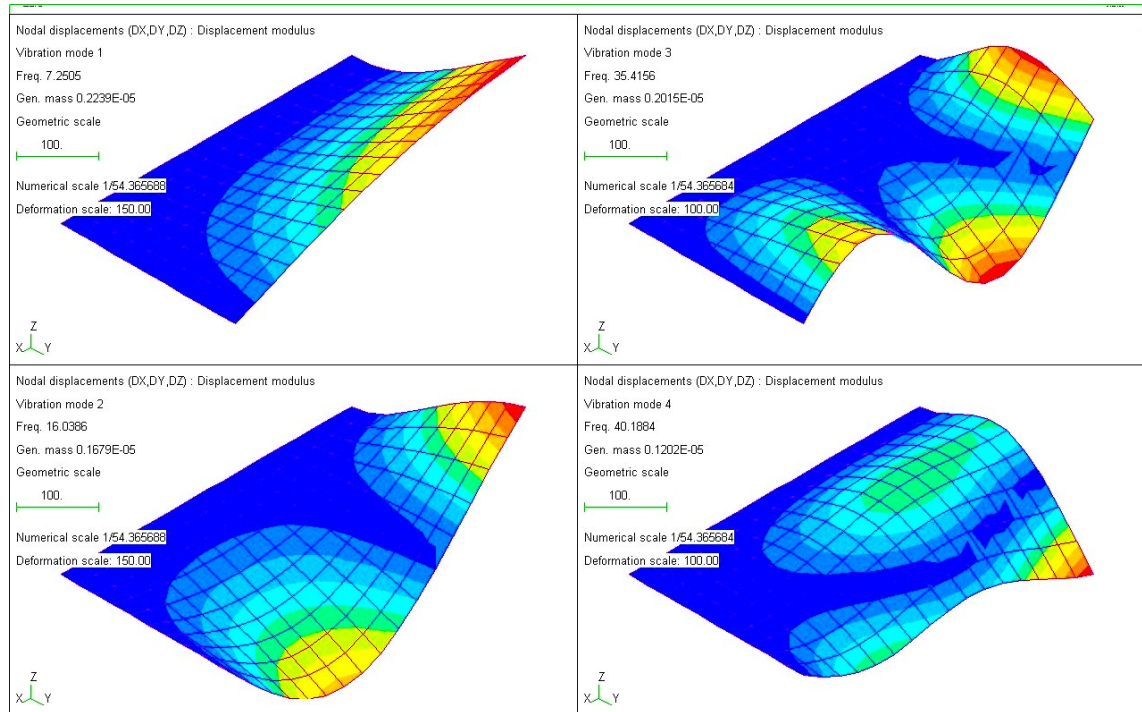 Nodal displacements (DX,DY,DZ) : Displacement modulus
Vibration mode 1
Freq. 7.2505
Gen. mass 0.2239E-05
Geometric scale
100.
Numerical scale 1/54.365688
Deformation scale: 150.00
Z
X Y
Nodal displacements (DX,DY,DZ) : Displacement modulus
Vibration mode 3
Freq. 35.4156
Gen. mass 0.2015E-05
Geometric scale
100.
Numerical scale 1/54.365684
Deformation scale: 100.00
Z
X Y
Nodal displacements (DX,DY,DZ) : Displacement modulus
Vibration mode 2
Freq. 16.0386
Gen. mass 0.1679E-05
Geometric scale
100.
Numerical scale 1/54.365688
Deformation scale: 150.00
Z
X Y
Nodal displacements (DX,DY,DZ) : Displacement modulus
Vibration mode 4
Freq. 40.1884
Gen. mass 0.1202E-05
Geometric scale
100.
Numerical scale 1/54.365684
Deformation scale: 100.00
Z
X Y